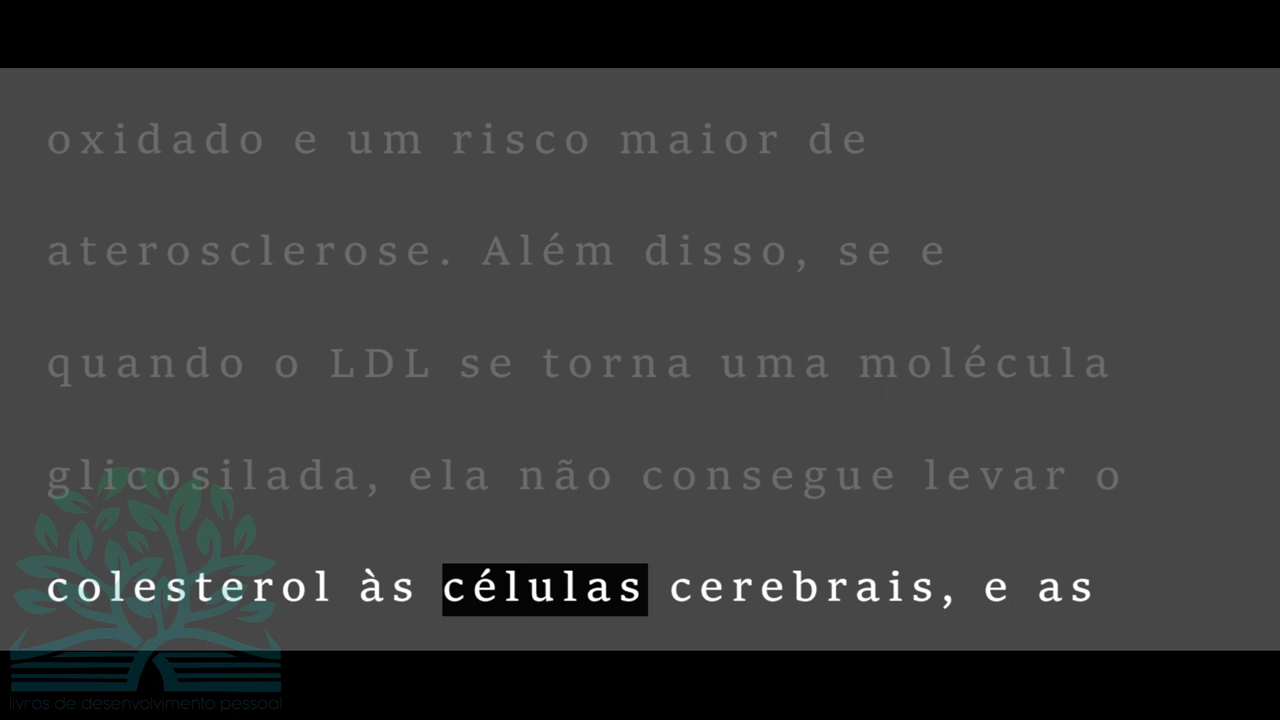 oxidado e um risco maior de
aterosclerose. Além disso, se e
quando o LDL se torna uma molécula
glicosilada, ela não consegue levar o
colesterol às células cerebrais, e as
livros de desenvolvimento pessoal